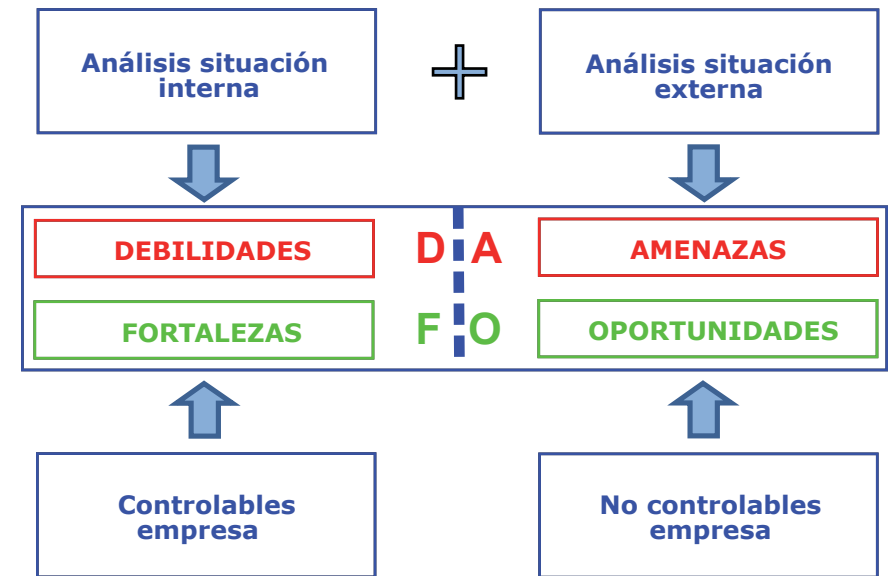 Análisis situación
interna
Análisis situación
externa
DEBILIDADES
D A
AMENAZAS
FORTALEZAS
F O
OPORTUNIDADES
Controlables
empresa
No controlables
empresa